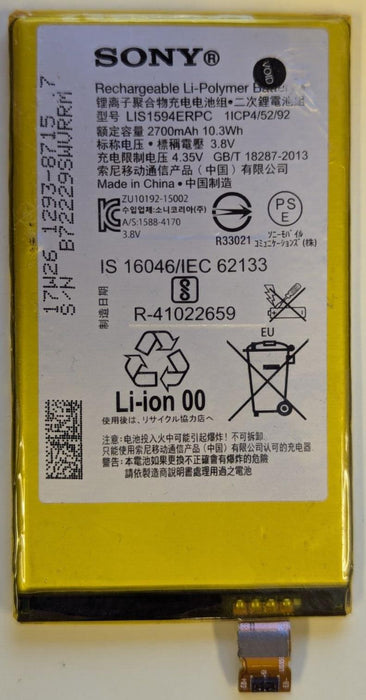 SONY®
VOID
Rechargeable Li-Polymer Battery
锂离子聚合物充电电池组·二次鋰電池組
型号/型號 LIS1594ERPC 1ICP4/52/92
额定容量 2700mAh 10.3Wh
标称电压·標稱電壓 3.8V
充电限制电压 4.35V GB/T 18287-2013
索尼移动通信产品（中国）有限公司
Made in China·中国制造
ZU10192-15002
수입업체:소니코리아(주)
A/S:1588-4170
3.8V
R33021
PS
E
ソニーモバイル
コミュニケーションズ(株)
IS 16046/IEC 62133
制造日期
R-41022659
EU
Li-ion 00
使用後は、リサイクル協力店へ
注意:电池投入火中可能引起爆炸！不可拆卸
只能使用索尼移动通信产品（中国）有限公司认可的充电器
警告:本電池如果更換不正確會有爆炸的危險
請依製造商說明書處理用過之電池
17W26 1293-8715 7
S/N B72229SWVRRM